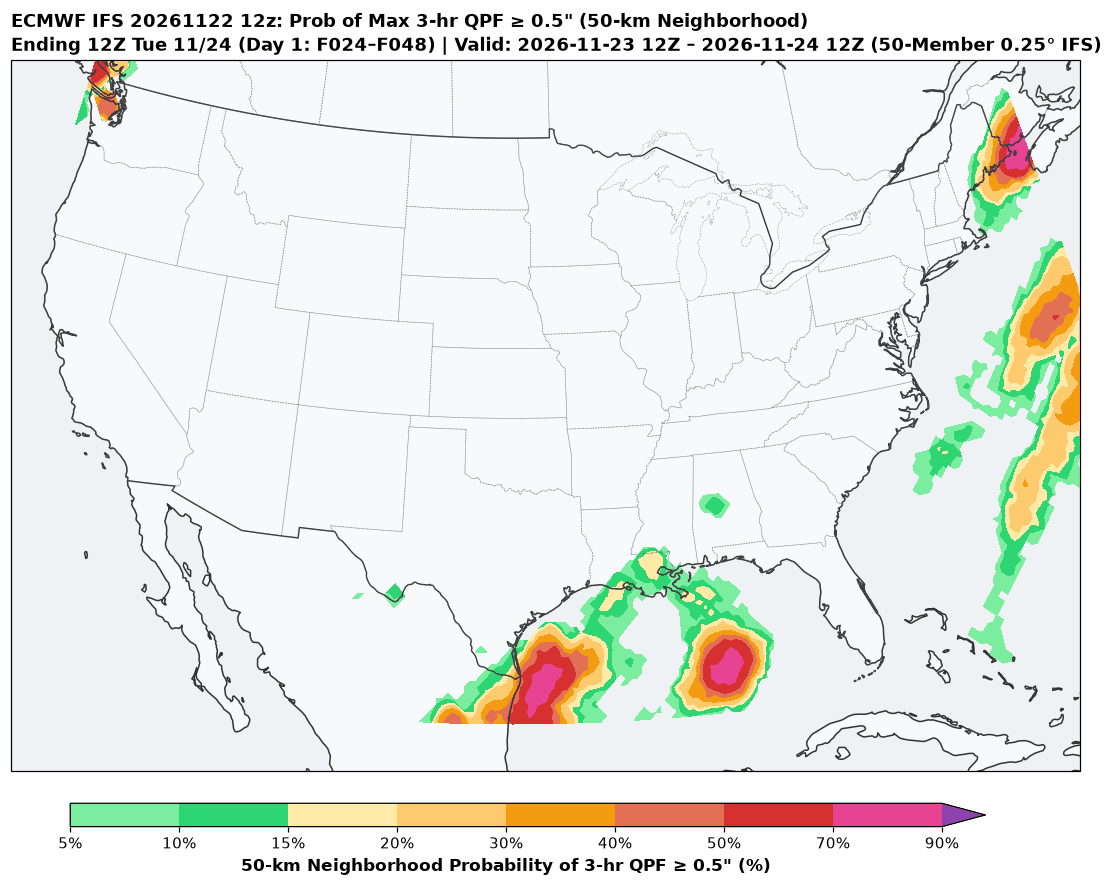 ECMWF IFS 20261122 12z: Prob of Max 3-hr QPF ≥ 0.5" (50-km Neighborhood)
Ending 12Z Tue 11/24 (Day 1: F024–F048) | Valid: 2026-11-23 12Z – 2026-11-24 12Z (50-Member 0.25° IFS)
5% 10% 15% 20% 30% 40% 50% 70% 90%
50-km Neighborhood Probability of 3-hr QPF ≥ 0.5" (%)